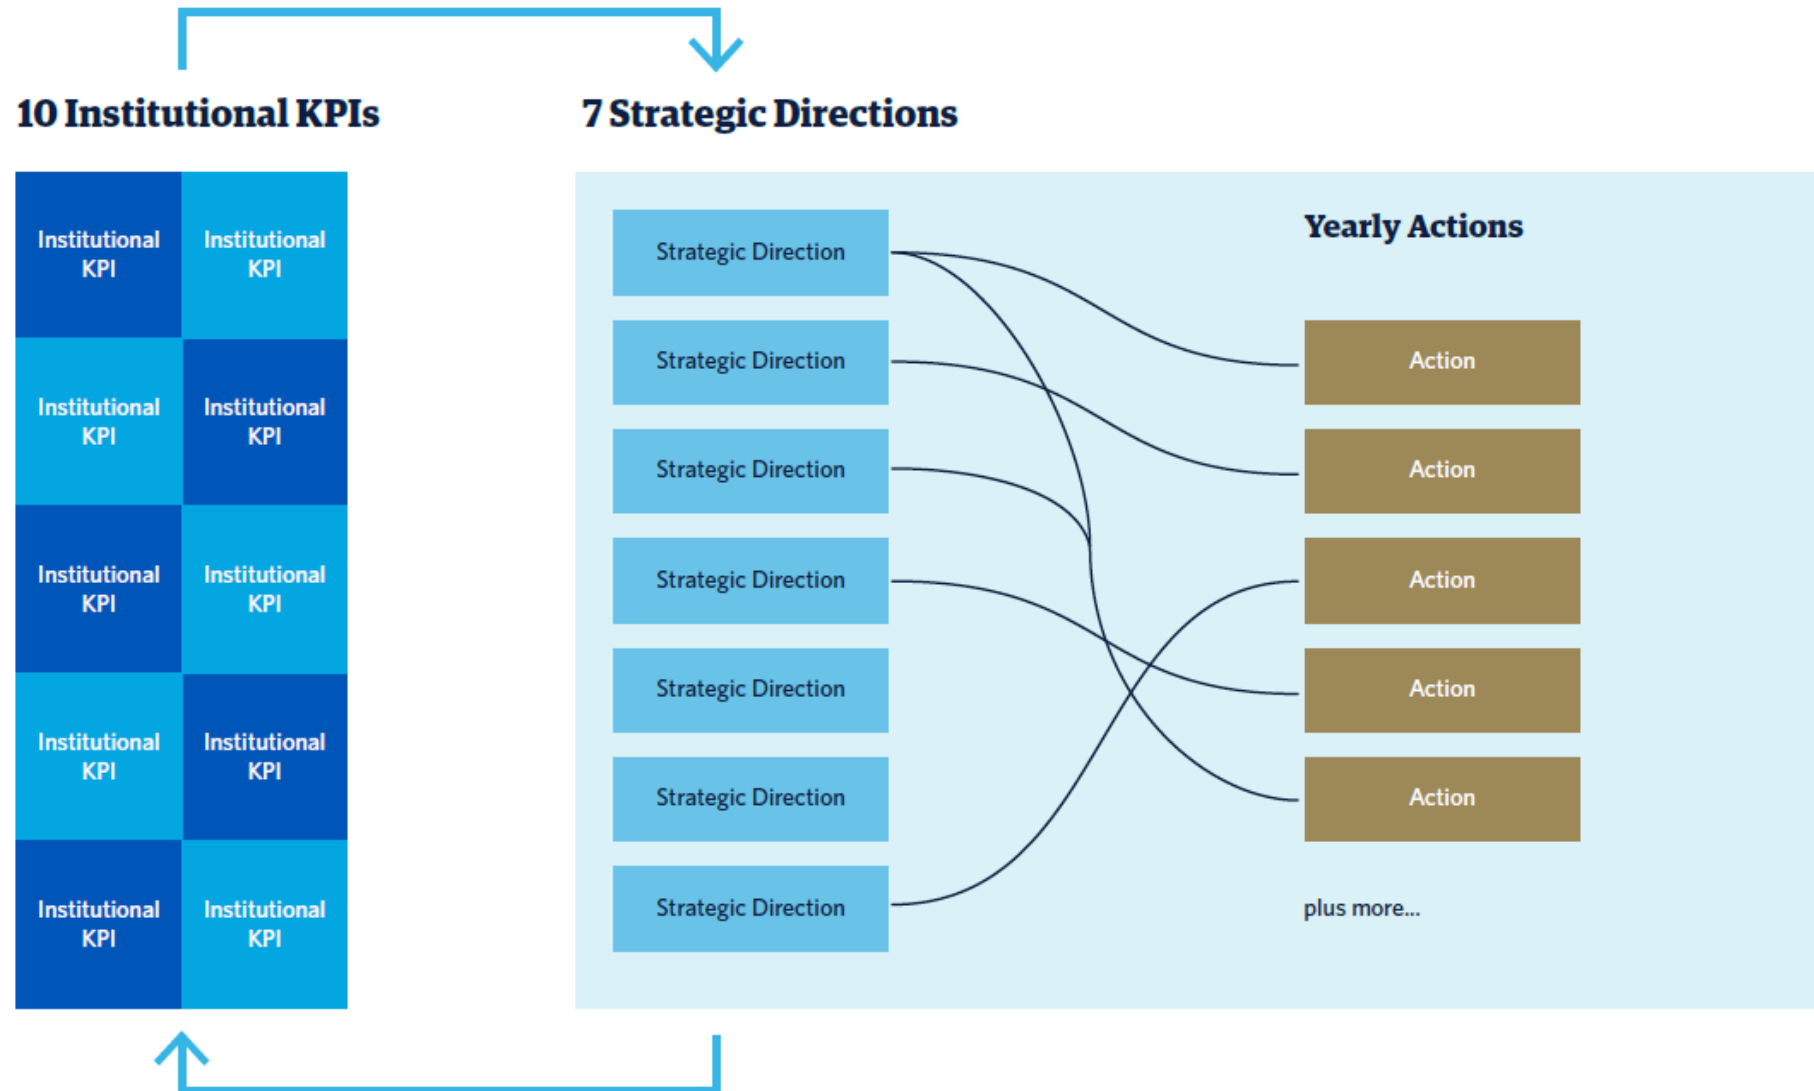 10 Institutional KPIs
Institutional
KPI
Institutional
KPI
Institutional
KPI
Institutional
KPI
Institutional
KPI
Institutional
KPI
Institutional
KPI
Institutional
KPI
Institutional
KPI
Institutional
KPI
7 Strategic Directions
Strategic Direction
Strategic Direction
Strategic Direction
Strategic Direction
Strategic Direction
Strategic Direction
Strategic Direction
Yearly Actions
Action
Action
Action
Action
Action
plus more...